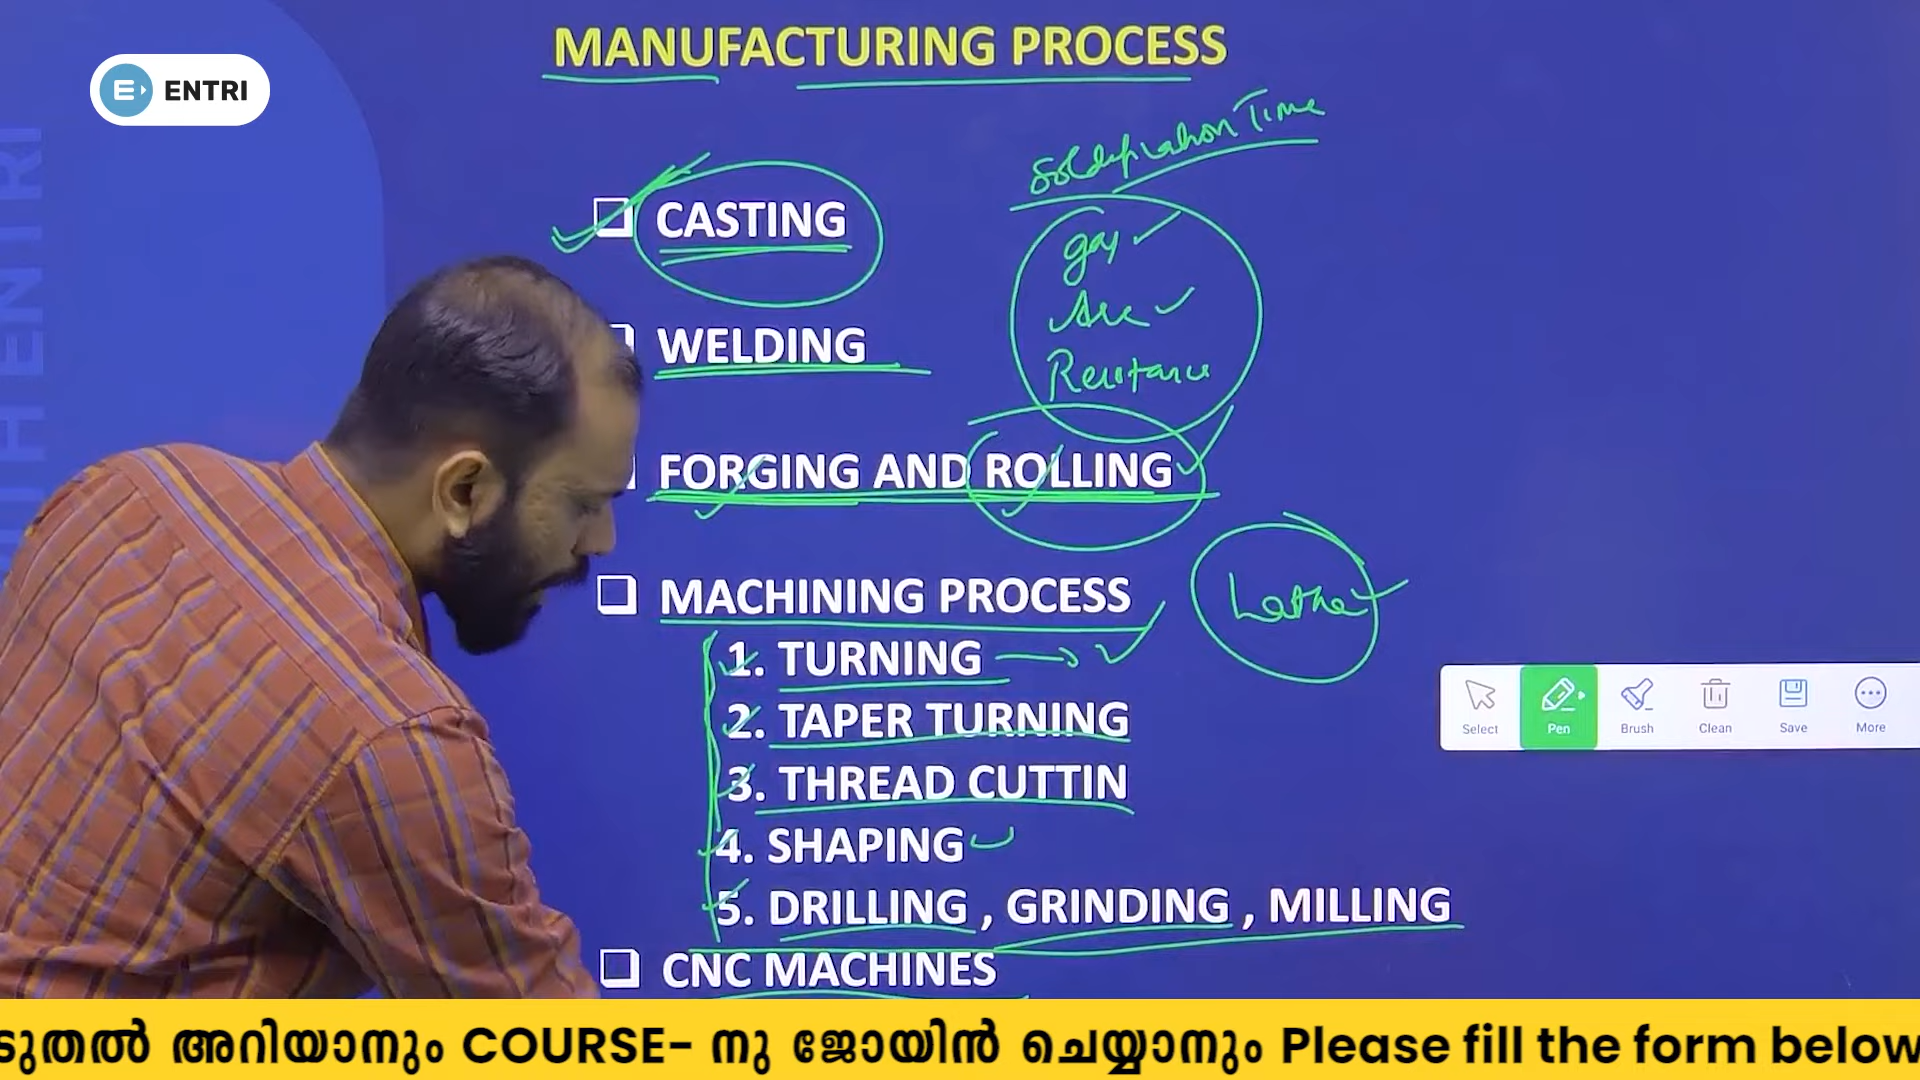 MANUFACTURING PROCESS
ENTRI
Soldification Time
CASTING
gas
Arc
WELDING
Resistance
FORGING AND ROLLING
MACHINING PROCESS
Lathe
1. TURNING
2. TAPER TURNING
3. THREAD CUTTIN
4. SHAPING
5. DRILLING , GRINDING , MILLING
CNC MACHINES
Select Pen Brush Clean Save More
ടുതൽ അറിയാനും COURSE- നു ജോയിൻ ചെയ്യാനും Please fill the form below